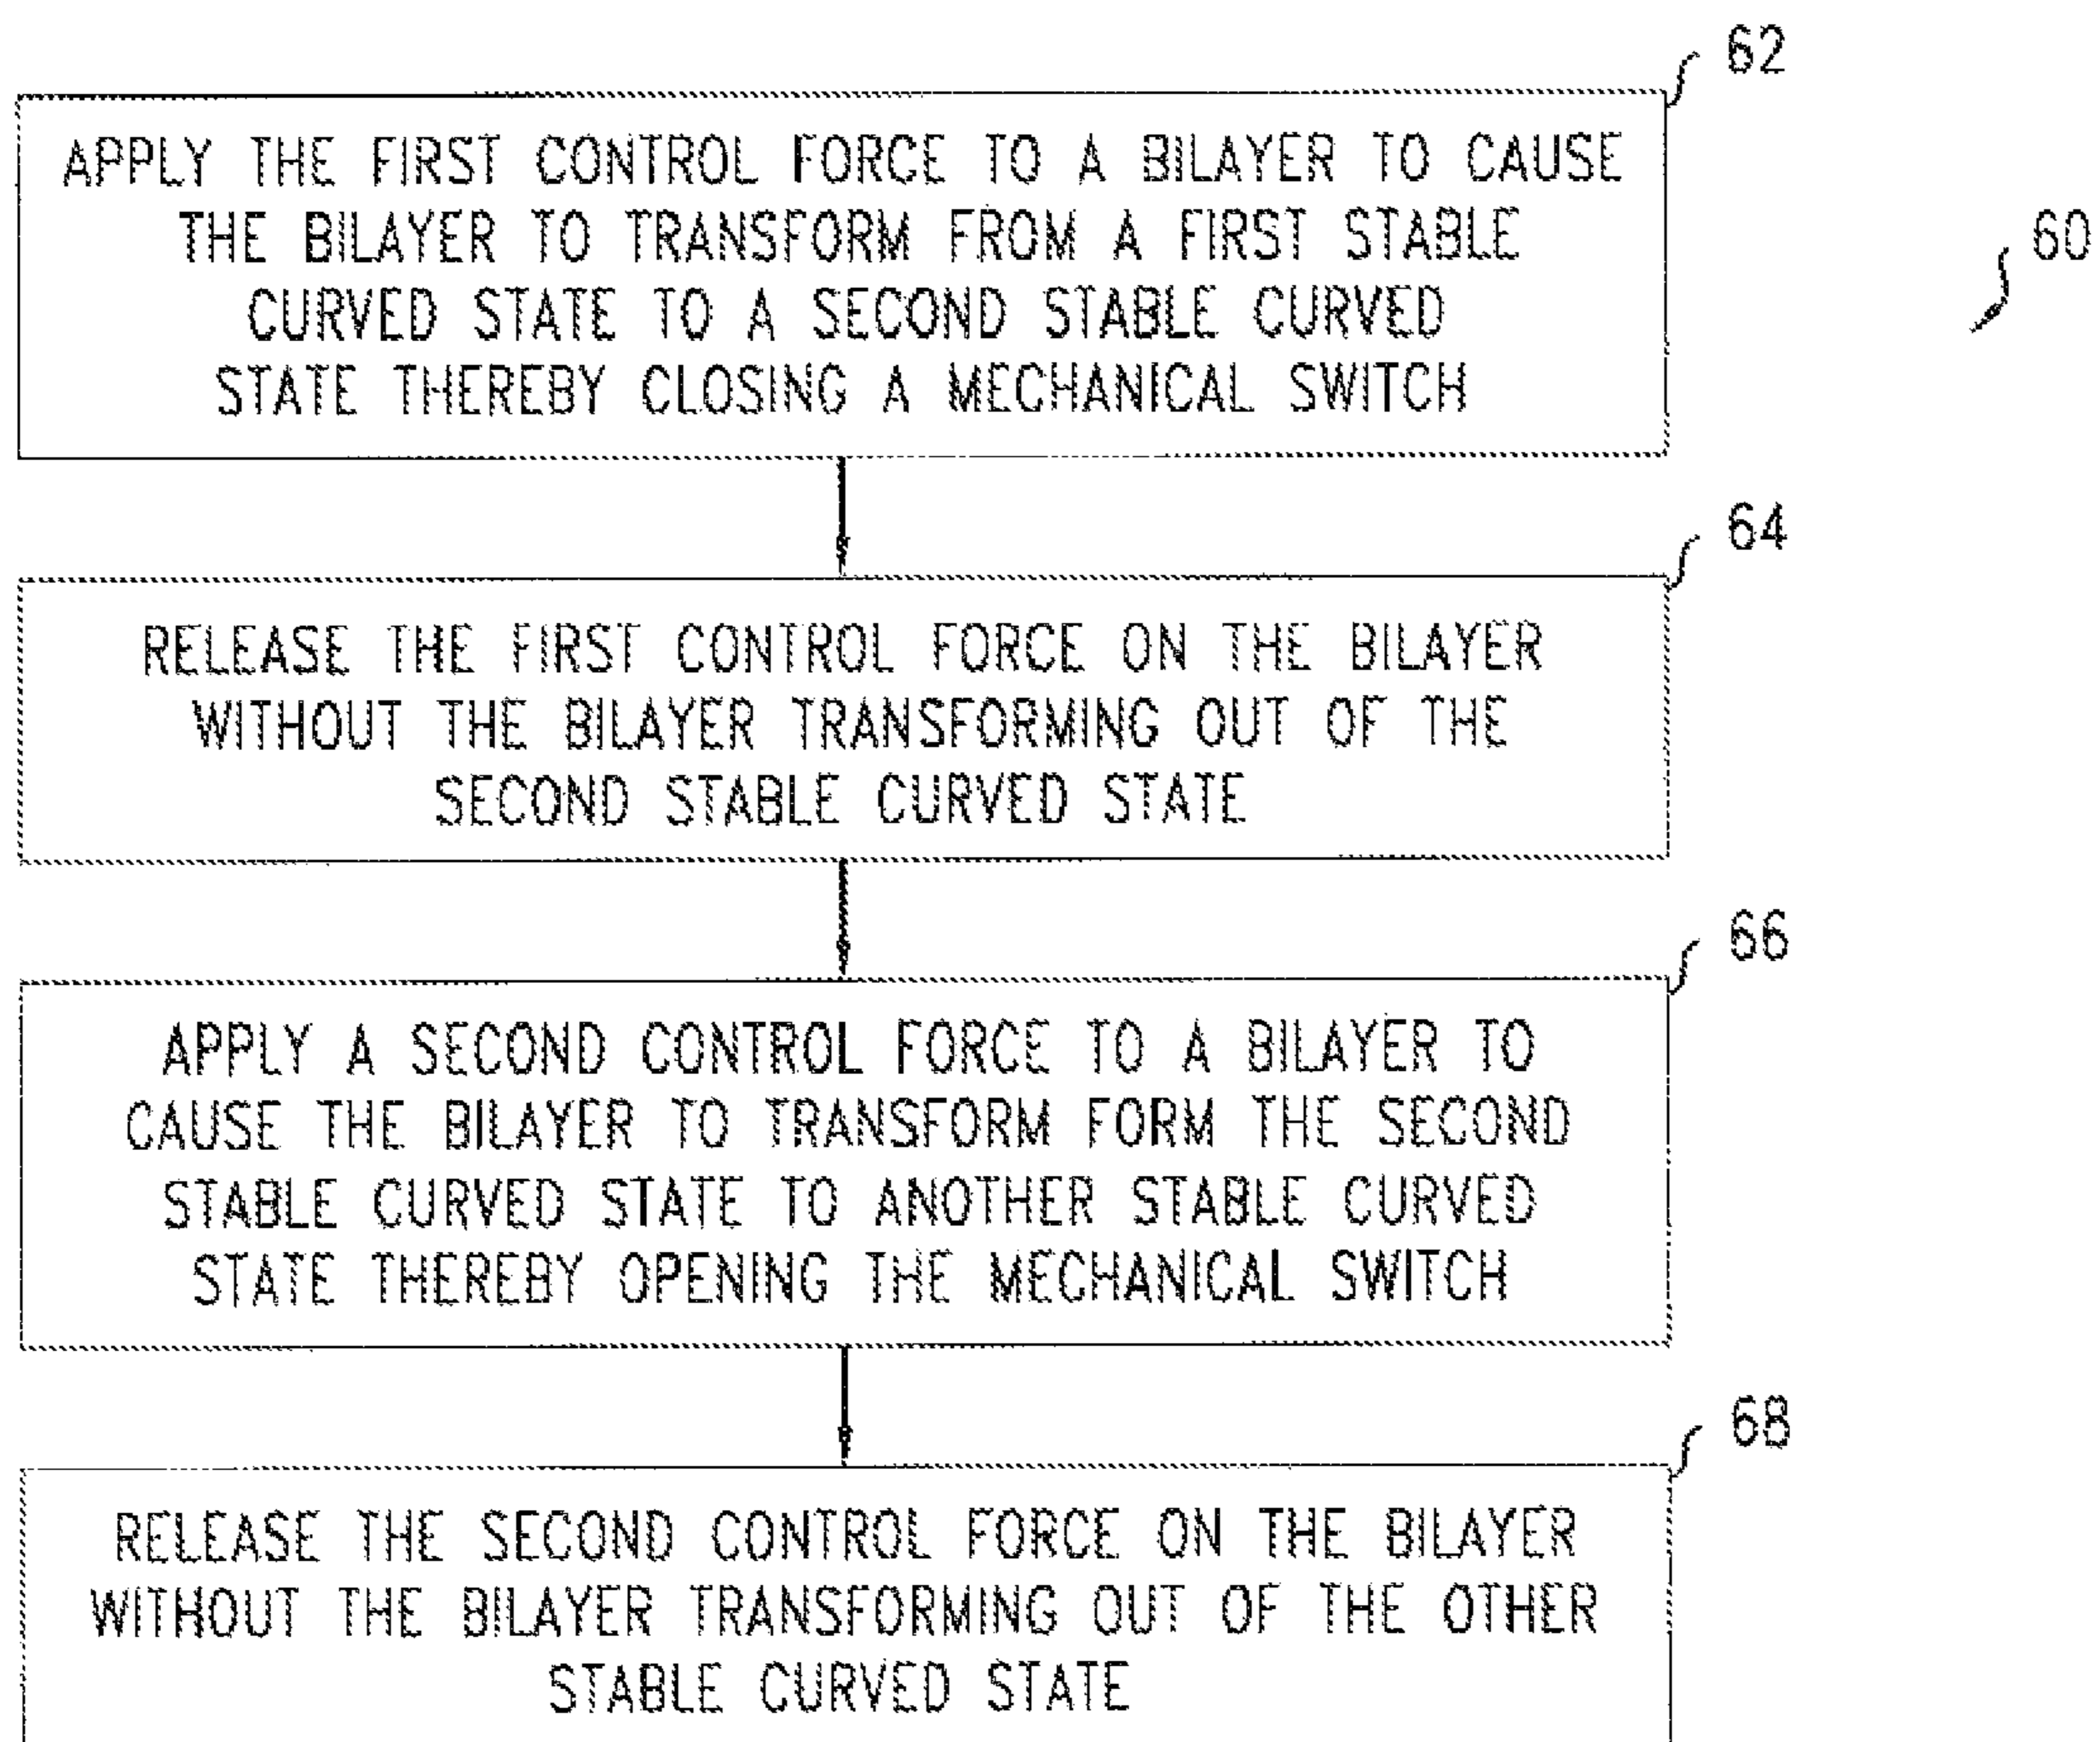 62
APPLY THE FIRST CONTROL FORCE TO A BILAYER TO CAUSE
THE BILAYER TO TRANSFORM FROM A FIRST STABLE
CURVED STATE TO A SECOND STABLE CURVED
STATE THEREBY CLOSING A MECHANICAL SWITCH
60
64
RELEASE THE FIRST CONTROL FORCE ON THE BILAYER
WITHOUT THE BILAYER TRANSFORMING OUT OF THE
SECOND STABLE CURVED STATE
66
APPLY A SECOND CONTROL FORCE TO A BILAYER TO
CAUSE THE BILAYER TO TRANSFORM FORM THE SECOND
STABLE CURVED STATE TO ANOTHER STABLE CURVED
STATE THEREBY OPENING THE MECHANICAL SWITCH
68
RELEASE THE SECOND CONTROL FORCE ON THE BILAYER
WITHOUT THE BILAYER TRANSFORMING OUT OF THE OTHER
STABLE CURVED STATE